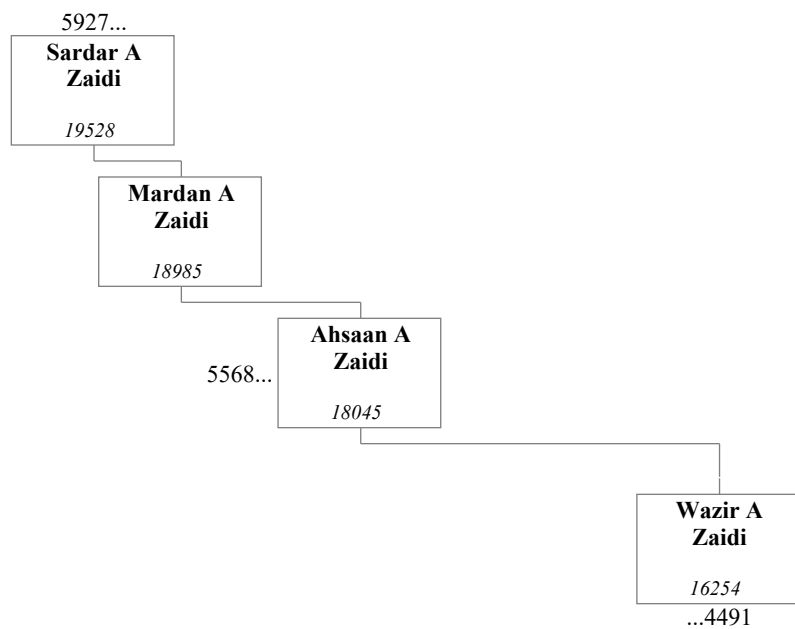 5927...
Sardar A
Zaidi
19528
Mardan A
Zaidi
18985
Ahsaan A
Zaidi
5568...
18045
Wazir A
Zaidi
16254
...4491